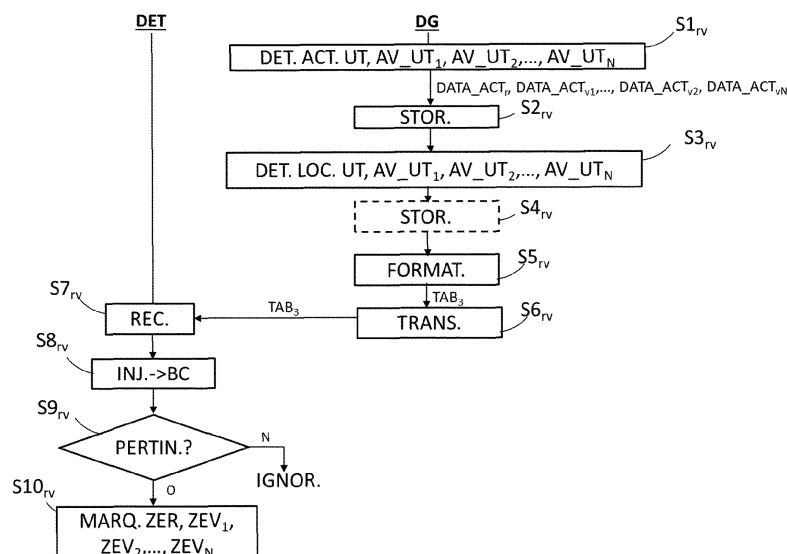 DET
DG
S1rv
DET. ACT. UT, AV_UT1, AV_UT2,..., AV_UTN
DATA_ACTr, DATA_ACTv1,..., DATA_ACTv2, DATA_ACTvN
STOR.
S2rv
S3rv
DET. LOC. UT, AV_UT1, AV_UT2,..., AV_UTN
STOR.
S4rv
FORMAT.
S5rv
S7rv
TAB3
TAB3
REC.
TRANS.
S6rv
S8rv
INJ.->BC
S9rv
PERTIN.?
N
IGNOR.
S10rv
O
MARQ. ZER, ZEV1,
ZEV2,..., ZEVN